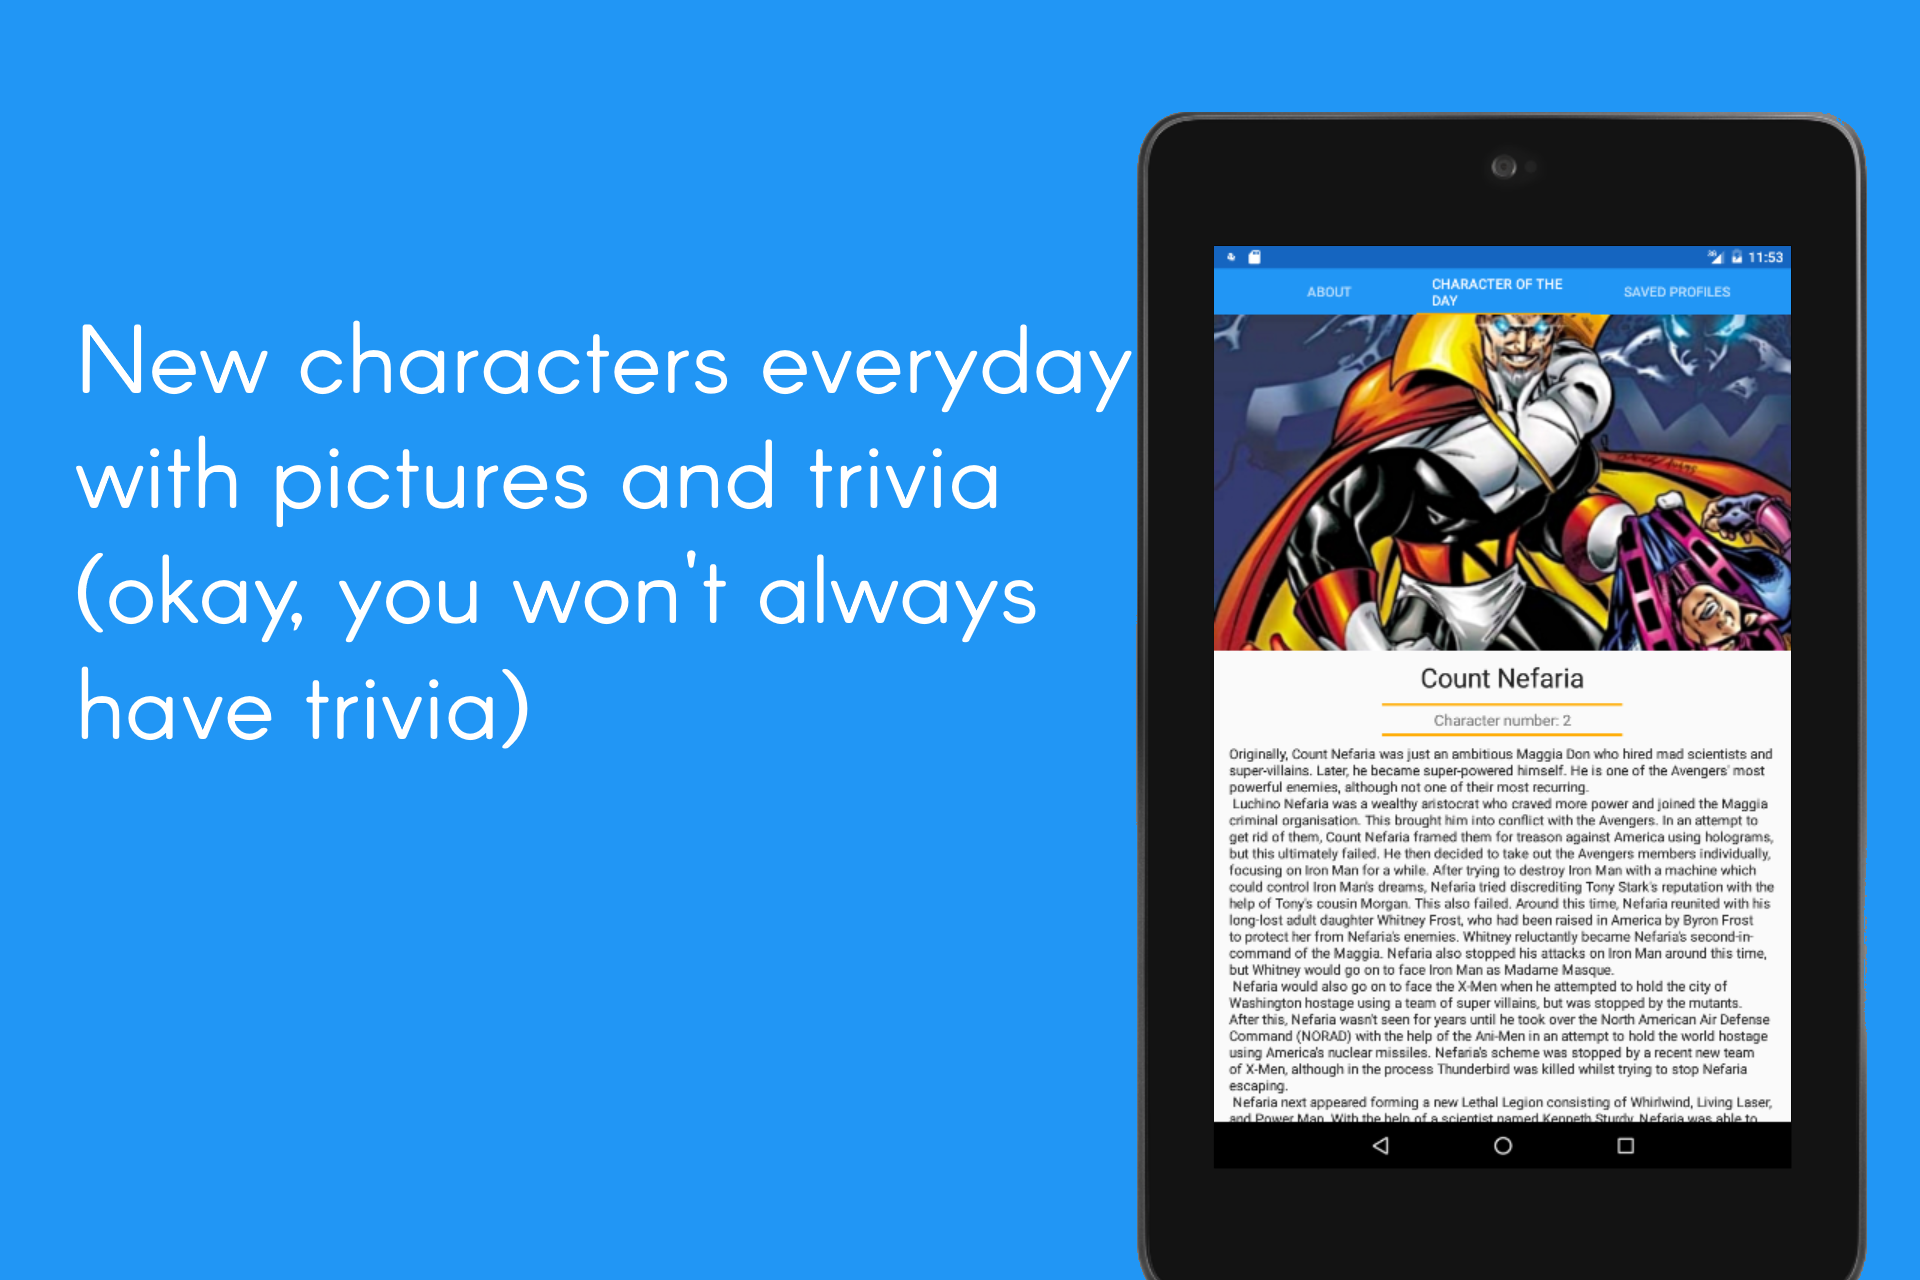 New characters everyday
with pictures and trivia
(okay, you won't always
have trivia)
11:53
ABOUT
CHARACTER OF THE
DAY
SAVED PROFILES
Count Nefaria
Character number: 2
Originally, Count Nefaria was just an ambitious Maggia Don who hired mad scientists and
super-villains. Later, he became super-powered himself. He is one of the Avengers' most
powerful enemies, although not one of their most recurring.
Luchino Nefaria was a wealthy aristocrat who craved more power and joined the Maggia
criminal organisation. This brought him into conflict with the Avengers. In an attempt to
get rid of them, Count Nefaria framed them for treason against America using holograms,
but this ultimately failed. He then decided to take out the Avengers members individually,
focusing on Iron Man for a while. After trying to destroy Iron Man with a machine which
could control Iron Man's dreams, Nefaria tried discrediting Tony Stark's reputation with the
help of Tony's cousin Morgan. This also failed. Around this time, Nefaria reunited with his
long-lost adult daughter Whitney Frost, who had been raised in America by Byron Frost
to protect her from Nefaria's enemies. Whitney reluctantly became Nefaria's second-in-
command of the Maggia. Nefaria also stopped his attacks on Iron Man around this time,
but Whitney would go on to face Iron Man as Madame Masque.
Nefaria would also go on to face the X-Men when he attempted to hold the city of
Washington hostage using a team of super villains, but was stopped by the mutants.
After this, Nefaria wasn't seen for years until he took over the North American Air Defense
Command (NORAD) with the help of the Ani-Men in an attempt to hold the world hostage
using America's nuclear missiles. Nefaria's scheme was stopped by a recent new team
of X-Men, although in the process Thunderbird was killed whilst trying to stop Nefaria
escaping.
Nefaria next appeared forming a new Lethal Legion consisting of Whirlwind, Living Laser,
and Power Man. With the help of a scientist named Kenneth Sturdy, Nefaria was able to